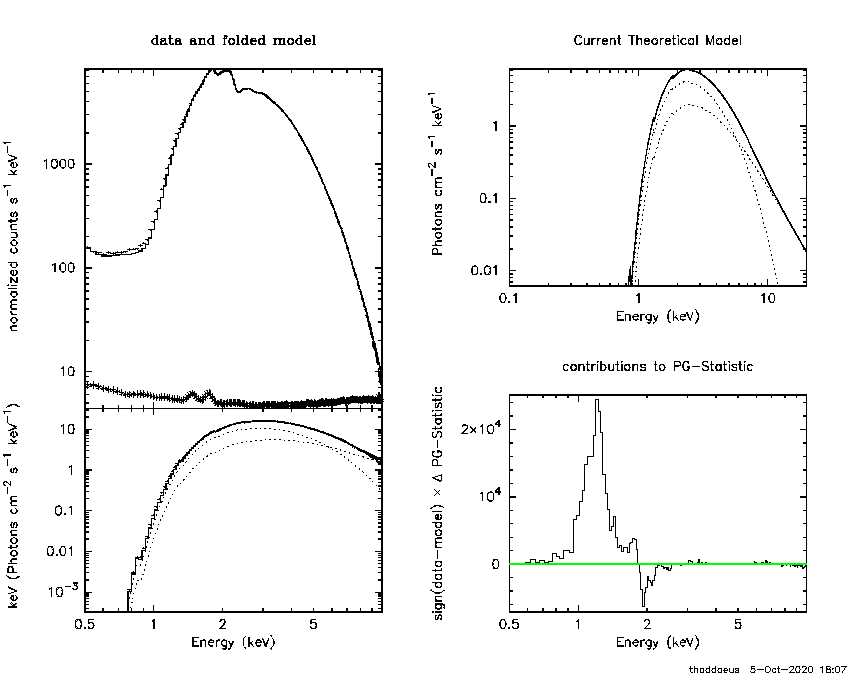 data and folded model
normalized counts s⁻¹ keV⁻¹
1000
100
10
keV (Photons cm⁻² s⁻¹ keV⁻¹)
10
1
0.1
0.01
10⁻³
0.5 1 2 5
Energy (keV)
Current Theoretical Model
Photons cm⁻² s⁻¹ keV⁻¹
1
0.1
0.01
0.1 1 10
Energy (keV)
contributions to PG-Statistic
sign(data-model) × Δ PG-Statistic
2×10⁴
10⁴
0
0.5 1 2 5
Energy (keV)
thaddaeus 5-Oct-2020 18:07